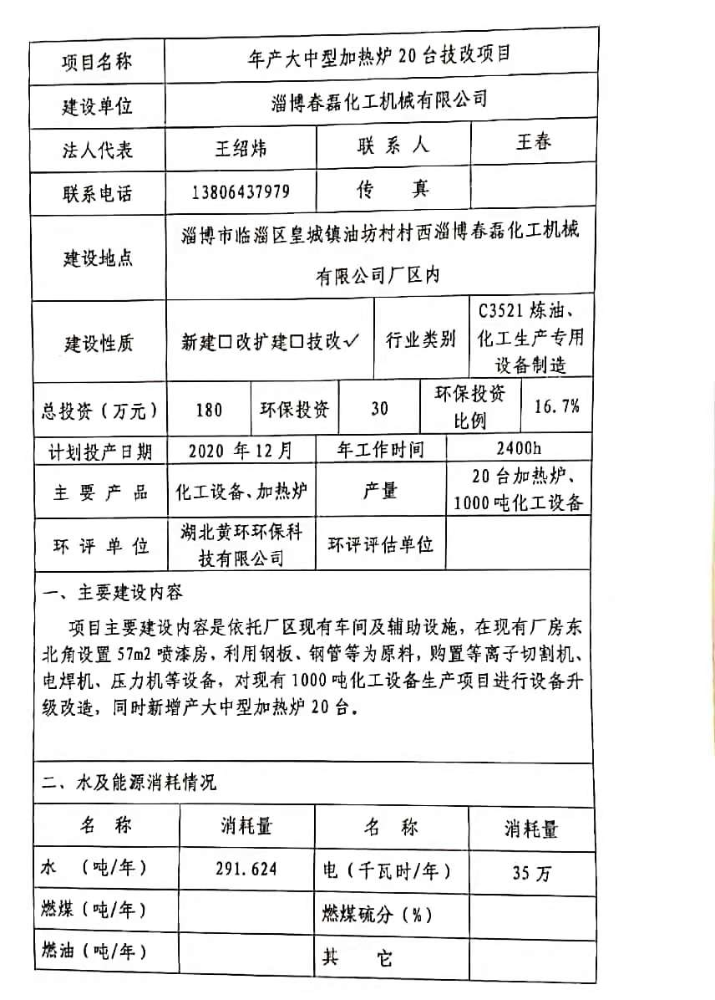 项目名称 年产大中型加热炉 20 台技改项目
建设单位 淄博春磊化工机械有限公司
法人代表 王绍炜 联 系 人 王春
联系电话 13806437979 传 真
建设地点 淄博市临淄区皇城镇油坊村村西淄博春磊化工机械
有限公司厂区内
建设性质 新建□改扩建□技改✓ 行业类别 C3521 炼油、
化工生产专用
设备制造
总投资（万元） 180 环保投资 30 环保投资
比例 16.7%
计划投产日期 2020 年 12 月 年工作时间 2400h
主 要 产 品 化工设备、加热炉 产量 20 台加热炉、
1000 吨化工设备
环 评 单 位 湖北黄环环保科
技有限公司 环评评估单位
一、主要建设内容
项目主要建设内容是依托厂区现有车间及辅助设施，在现有厂房东
北角设置 57m2 喷漆房，利用钢板、钢管等为原料，购置等离子切割机、
电焊机、压力机等设备，对现有 1000 吨化工设备生产项目进行设备升
级改造，同时新增产大中型加热炉 20 台。
二、水及能源消耗情况
名 称 消耗量 名 称 消耗量
水 （吨/年） 291.624 电（千瓦时/年） 35 万
燃煤（吨/年） 燃煤硫分（%）
燃油（吨/年） 其 它